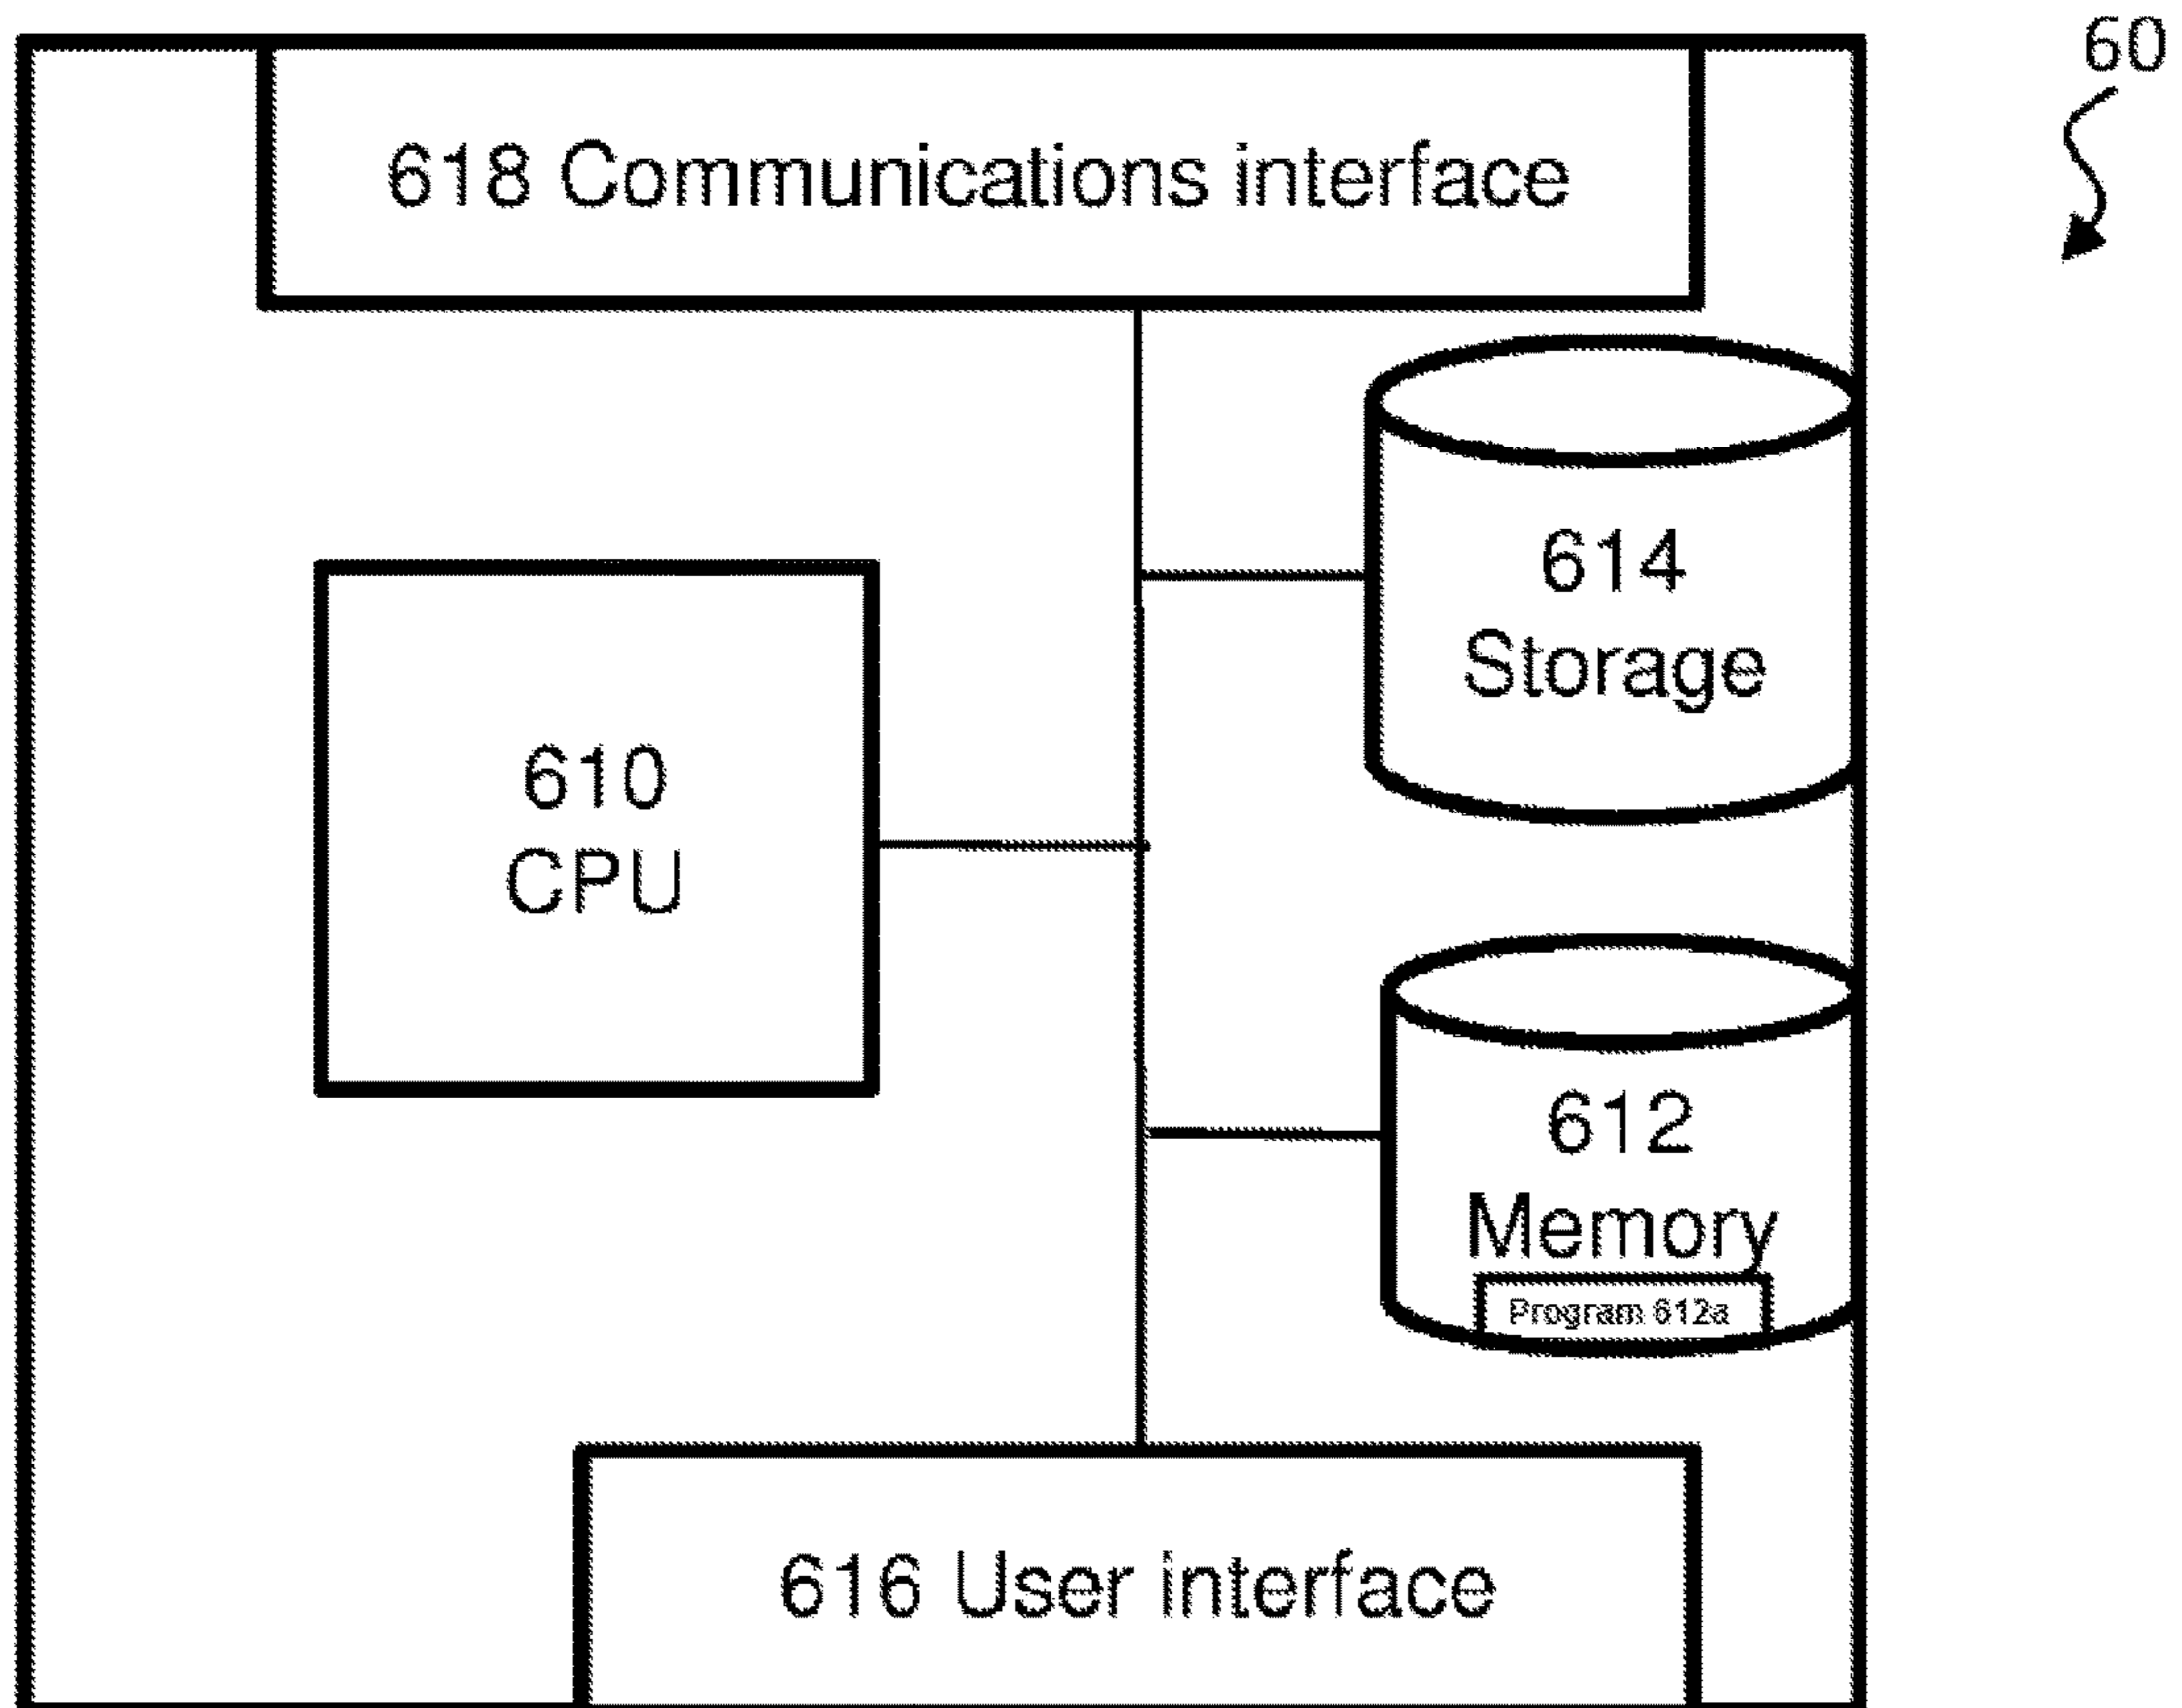 60
618 Communications interface
614
Storage
610
CPU
612
Memory
Program 612a
616 User interface